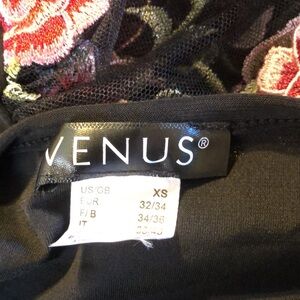 VENUS®
US/GB XS
EUR 32/34
F/B 34/36
IT